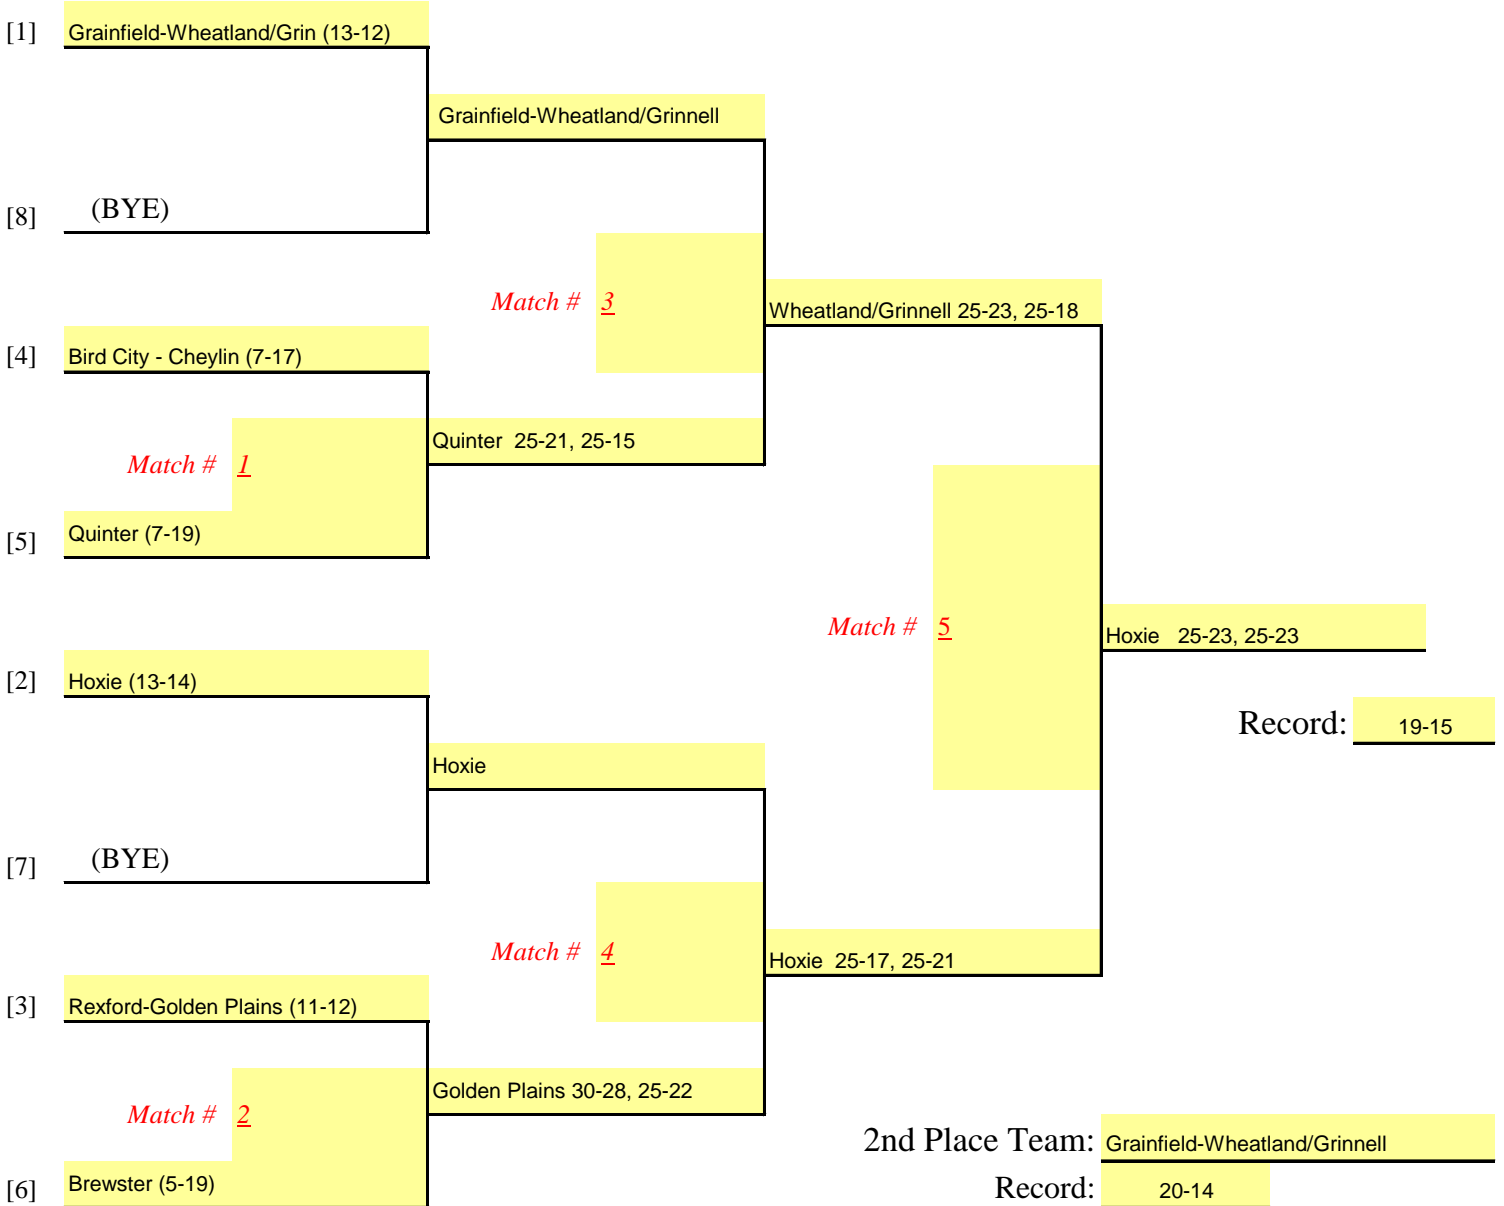 [1] Grainfield-Wheatland/Grin (13-12)
Grainfield-Wheatland/Grinnell
[8] (BYE)
Match # 3
Wheatland/Grinnell 25-23, 25-18
[4] Bird City - Cheylin (7-17)
Quinter 25-21, 25-15
Match # 1
[5] Quinter (7-19)
Match # 5
Hoxie 25-23, 25-23
[2] Hoxie (13-14)
Record: 19-15
Hoxie
[7] (BYE)
Match # 4
Hoxie 25-17, 25-21
[3] Rexford-Golden Plains (11-12)
Golden Plains 30-28, 25-22
Match # 2
2nd Place Team: Grainfield-Wheatland/Grinnell
[6] Brewster (5-19)
Record: 20-14